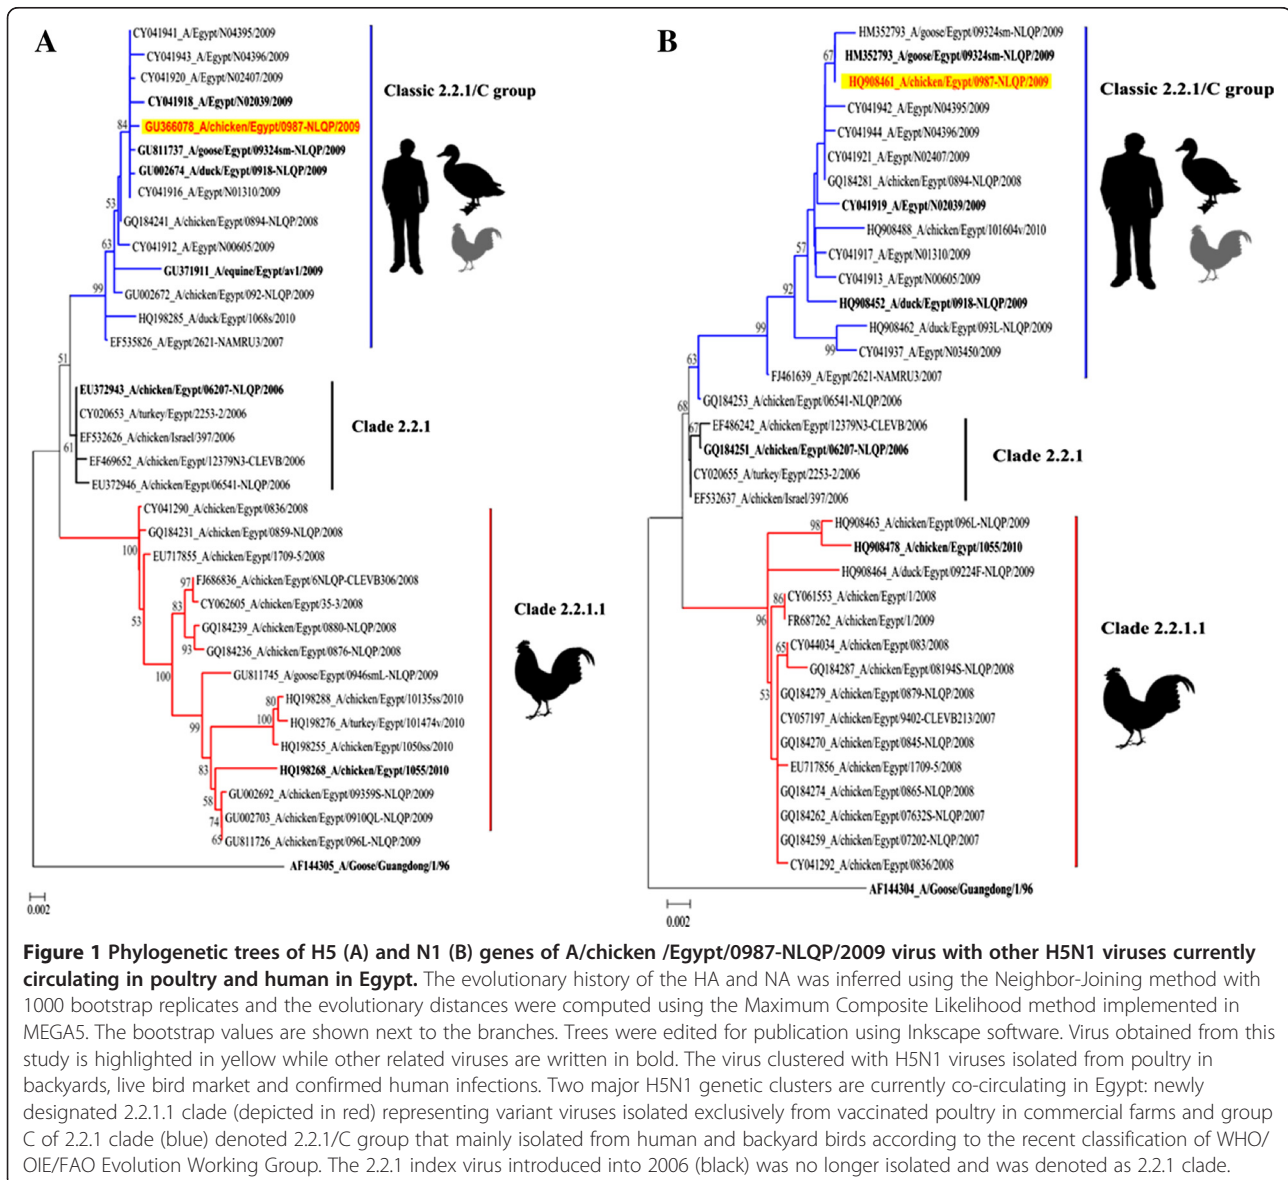 A
CY041941_A/Egypt/N04395/2009
CY041943_A/Egypt/N04396/2009
CY041920_A/Egypt/N02407/2009
CY041918_A/Egypt/N02039/2009
84
GU366078_A/chicken/Egypt/0987-NLQP/2009
GU811737_A/goose/Egypt/09324sm-NLQP/2009
GU002674_A/duck/Egypt/0918-NLQP/2009
CY041916_A/Egypt/N01310/2009
53
GQ184241_A/chicken/Egypt/0894-NLQP/2008
63
CY041912_A/Egypt/N00605/2009
GU371911_A/equine/Egypt/av1/2009
99
GU002672_A/chicken/Egypt/092-NLQP/2009
HQ198285_A/duck/Egypt/1068s/2010
EF535826_A/Egypt/2621-NAMRU3/2007
Classic 2.2.1/C group
51
EU372943_A/chicken/Egypt/06207-NLQP/2006
CY020653_A/turkey/Egypt/2253-2/2006
EF532626_A/chicken/Israel/397/2006
61
EF469652_A/chicken/Egypt/12379N3-CLEVB/2006
EU372946_A/chicken/Egypt/06541-NLQP/2006
Clade 2.2.1
CY041290_A/chicken/Egypt/0836/2008
GQ184231_A/chicken/Egypt/0859-NLQP/2008
100
EU717855_A/chicken/Egypt/1709-5/2008
97
FJ686836_A/chicken/Egypt/6NLQP-CLEVB306/2008
83
CY062605_A/chicken/Egypt/35-3/2008
53
GQ184239_A/chicken/Egypt/0880-NLQP/2008
93
GQ184236_A/chicken/Egypt/0876-NLQP/2008
100
GU811745_A/goose/Egypt/0946smL-NLQP/2009
80
HQ198288_A/chicken/Egypt/10135ss/2010
100
HQ198276_A/turkey/Egypt/101474v/2010
99
HQ198255_A/chicken/Egypt/1050ss/2010
83
HQ198268_A/chicken/Egypt/1055/2010
58
GU002692_A/chicken/Egypt/09359S-NLQP/2009
74
GU002703_A/chicken/Egypt/0910QL-NLQP/2009
65
GU811726_A/chicken/Egypt/096L-NLQP/2009
Clade 2.2.1.1
AF144305_A/Goose/Guangdong/1/96
0.002
B
HM352793_A/goose/Egypt/09324sm-NLQP/2009
67
HM352793_A/goose/Egypt/09324sm-NLQP/2009
HQ908461_A/chicken/Egypt/0987-NLQP/2009
CY041942_A/Egypt/N04395/2009
CY041944_A/Egypt/N04396/2009
CY041921_A/Egypt/N02407/2009
GQ184281_A/chicken/Egypt/0894-NLQP/2008
CY041919_A/Egypt/N02039/2009
HQ908488_A/chicken/Egypt/101604v/2010
57
CY041917_A/Egypt/N01310/2009
CY041913_A/Egypt/N00605/2009
92
HQ908452_A/duck/Egypt/0918-NLQP/2009
99
HQ908462_A/duck/Egypt/093L-NLQP/2009
99
CY041937_A/Egypt/N03450/2009
63
FJ461639_A/Egypt/2621-NAMRU3/2007
GQ184253_A/chicken/Egypt/06541-NLQP/2006
Classic 2.2.1/C group
68
67
EF486242_A/chicken/Egypt/12379N3-CLEVB/2006
GQ184251_A/chicken/Egypt/06207-NLQP/2006
CY020655_A/turkey/Egypt/2253-2/2006
EF532637_A/chicken/Israel/397/2006
Clade 2.2.1
98
HQ908463_A/chicken/Egypt/096L-NLQP/2009
HQ908478_A/chicken/Egypt/1055/2010
HQ908464_A/duck/Egypt/09224F-NLQP/2009
86
CY061553_A/chicken/Egypt/1/2008
96
FR687262_A/chicken/Egypt/1/2009
65
CY044034_A/chicken/Egypt/083/2008
GQ184287_A/chicken/Egypt/08194S-NLQP/2008
53
GQ184279_A/chicken/Egypt/0879-NLQP/2008
CY057197_A/chicken/Egypt/9402-CLEVB213/2007
GQ184270_A/chicken/Egypt/0845-NLQP/2008
EU717856_A/chicken/Egypt/1709-5/2008
GQ184274_A/chicken/Egypt/0865-NLQP/2008
GQ184262_A/chicken/Egypt/07632S-NLQP/2007
GQ184259_A/chicken/Egypt/07202-NLQP/2007
CY041292_A/chicken/Egypt/0836/2008
Clade 2.2.1.1
AF144304_A/Goose/Guangdong/1/96
0.002
Figure 1 Phylogenetic trees of H5 (A) and N1 (B) genes of A/chicken /Egypt/0987-NLQP/2009 virus with other H5N1 viruses currently
circulating in poultry and human in Egypt. The evolutionary history of the HA and NA was inferred using the Neighbor-Joining method with
1000 bootstrap replicates and the evolutionary distances were computed using the Maximum Composite Likelihood method implemented in
MEGA5. The bootstrap values are shown next to the branches. Trees were edited for publication using Inkscape software. Virus obtained from this
study is highlighted in yellow while other related viruses are written in bold. The virus clustered with H5N1 viruses isolated from poultry in
backyards, live bird market and confirmed human infections. Two major H5N1 genetic clusters are currently co-circulating in Egypt: newly
designated 2.2.1.1 clade (depicted in red) representing variant viruses isolated exclusively from vaccinated poultry in commercial farms and group
C of 2.2.1 clade (blue) denoted 2.2.1/C group that mainly isolated from human and backyard birds according to the recent classification of WHO/
OIE/FAO Evolution Working Group. The 2.2.1 index virus introduced into 2006 (black) was no longer isolated and was denoted as 2.2.1 clade.